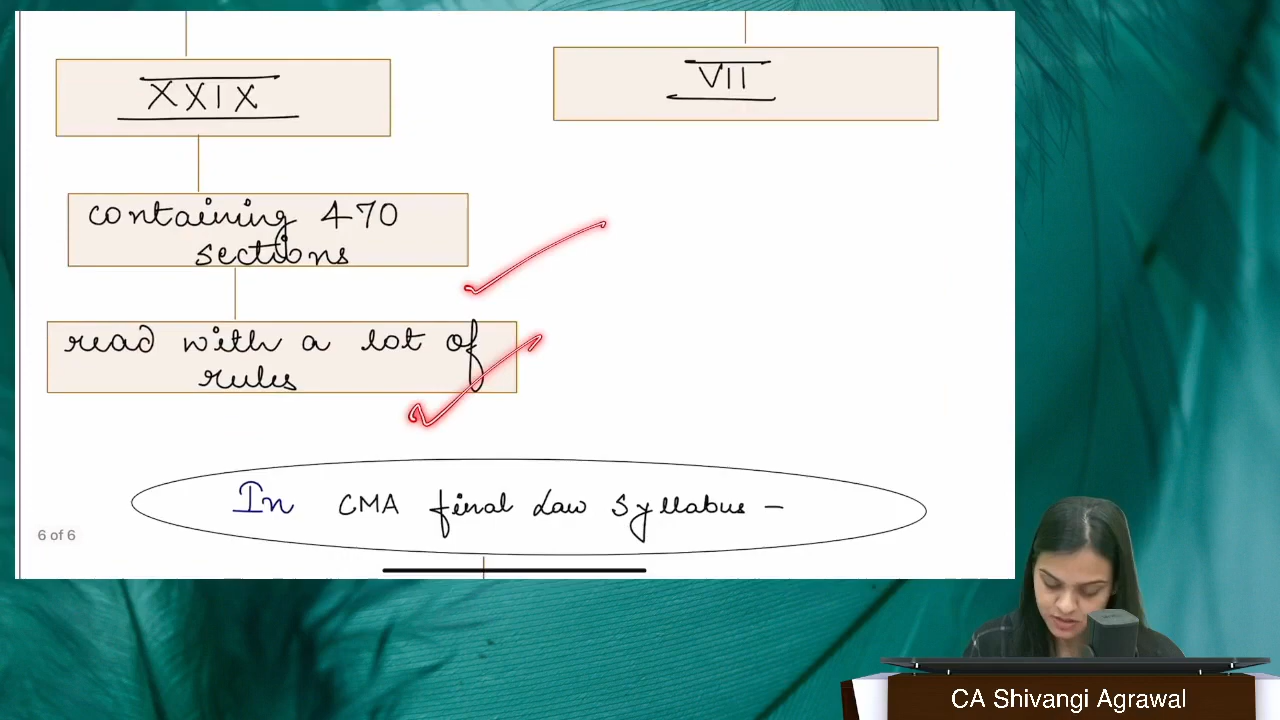 XXIX
VII
containing 470
sections
read with a lot of
rules
In CMA final Law Syllabus -
6 of 6
CA Shivangi Agrawal